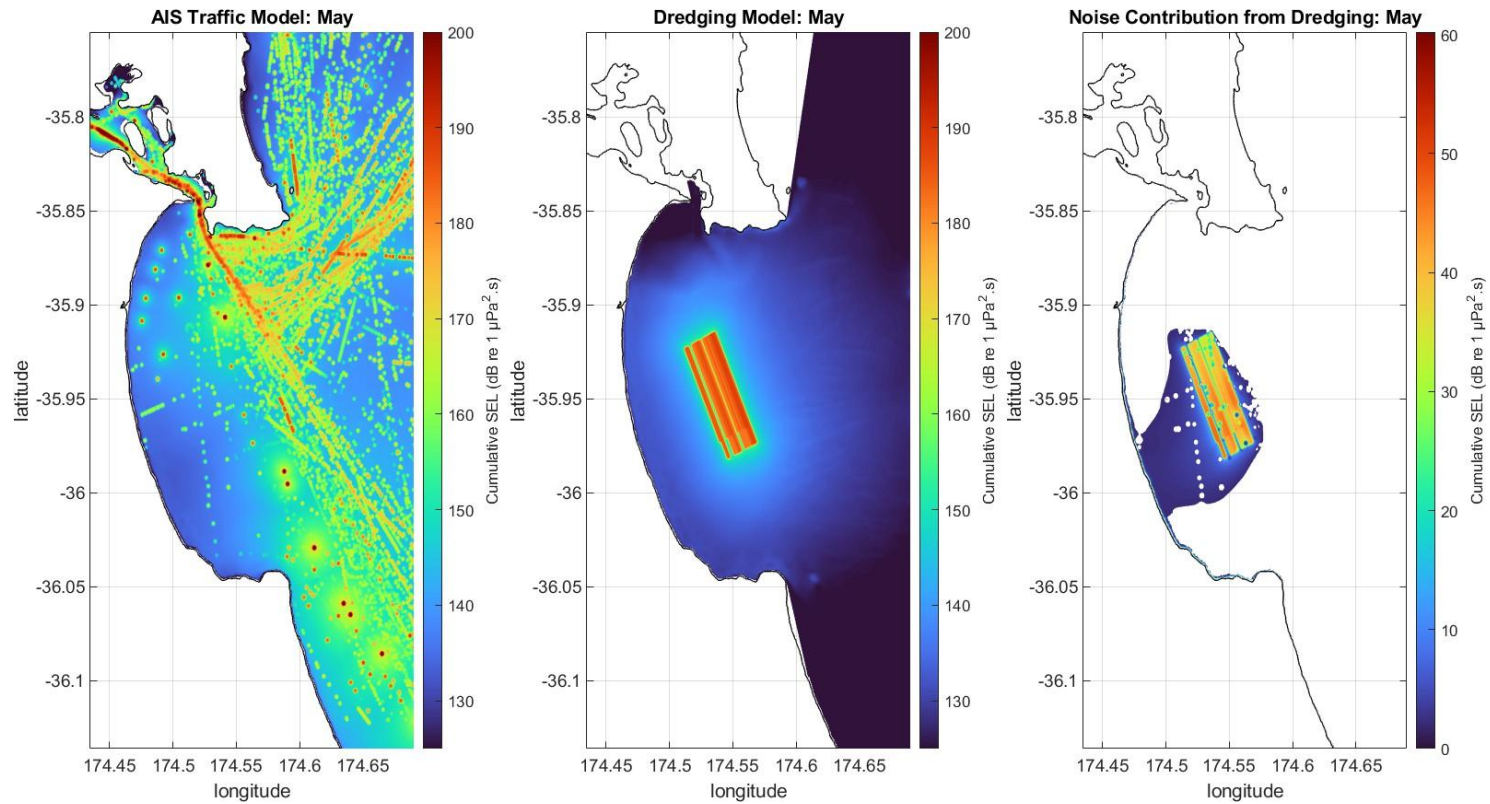 AIS Traffic Model: May
-35.8
-35.85
-35.9
-35.95
-36
-36.05
-36.1
latitude
174.45 174.5 174.55 174.6 174.65
longitude
200
190
180
170
160
150
140
130
Cumulative SEL (dB re 1 µPa².s)
Dredging Model: May
-35.8
-35.85
-35.9
-35.95
-36
-36.05
-36.1
latitude
174.45 174.5 174.55 174.6 174.65
longitude
200
190
180
170
160
150
140
130
Cumulative SEL (dB re 1 µPa².s)
Noise Contribution from Dredging: May
-35.8
-35.85
-35.9
-35.95
-36
-36.05
-36.1
latitude
174.45 174.5 174.55 174.6 174.65
longitude
60
50
40
30
20
10
0
Cumulative SEL (dB re 1 µPa².s)